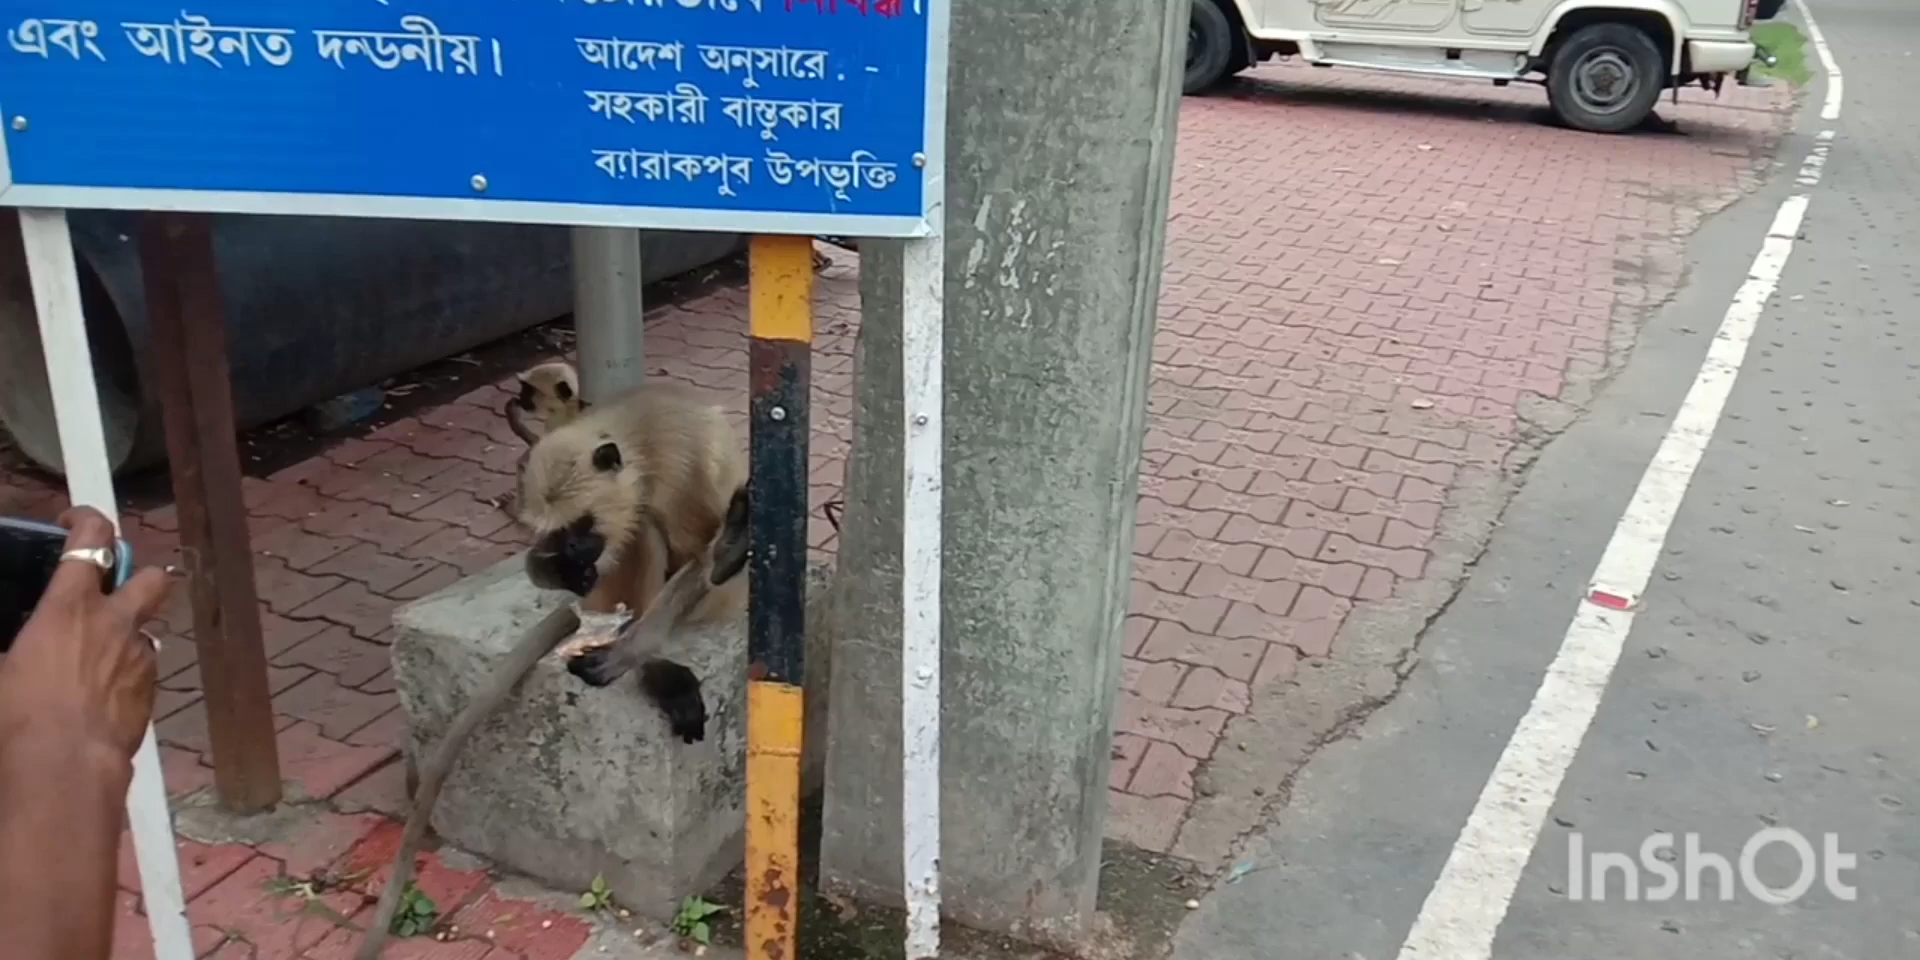 নিষিদ্ধ।
এবং আইনত দন্ডনীয়।
আদেশ অনুসারে. -
সহকারী বাস্তুকার
ব্যারাকপুর উপভূক্তি
InShOt